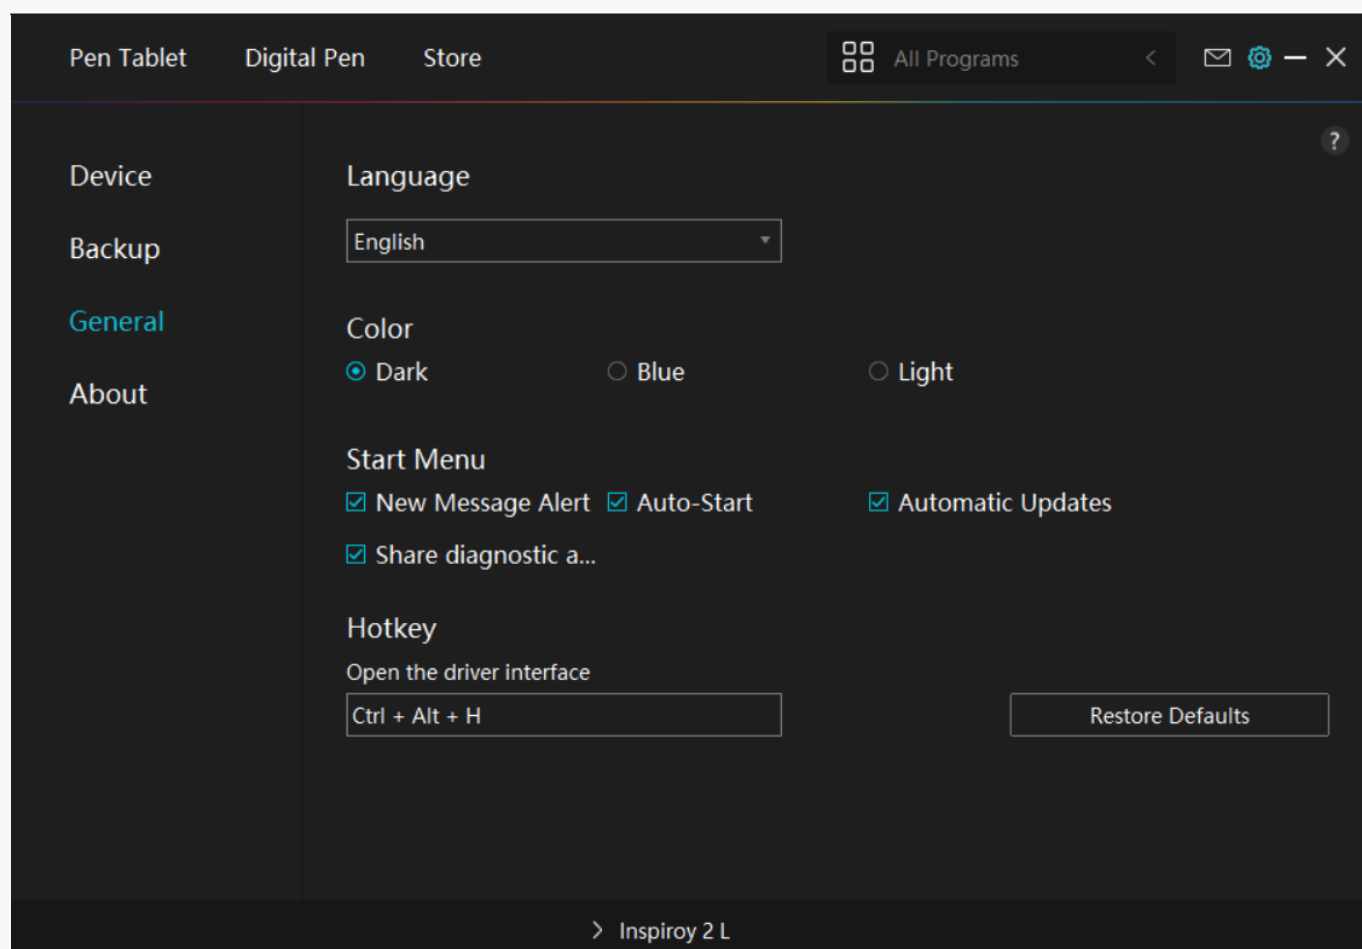 Pen Tablet Digital Pen Store All Programs
?
Device
Backup
General
About
Language
English
Color
Dark Blue Light
Start Menu
New Message Alert Auto-Start Automatic Updates
Share diagnostic a...
Hotkey
Open the driver interface
Ctrl + Alt + H
Restore Defaults
Inspiroy 2 L